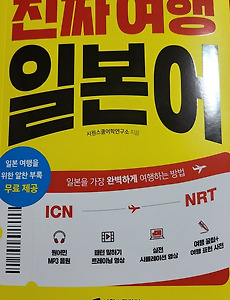 진짜여행
일본어
시원스쿨어학연구소 지음
일본 여행을
위한 알찬 부록
무료 제공
일본을 가장 완벽하게 여행하는 방법
ICN
NRT
원어민
MP3 음원
패턴 말하기
트레이닝 영상
실전
시뮬레이션 영상
여행 꿀팁+
여행 표현 사전